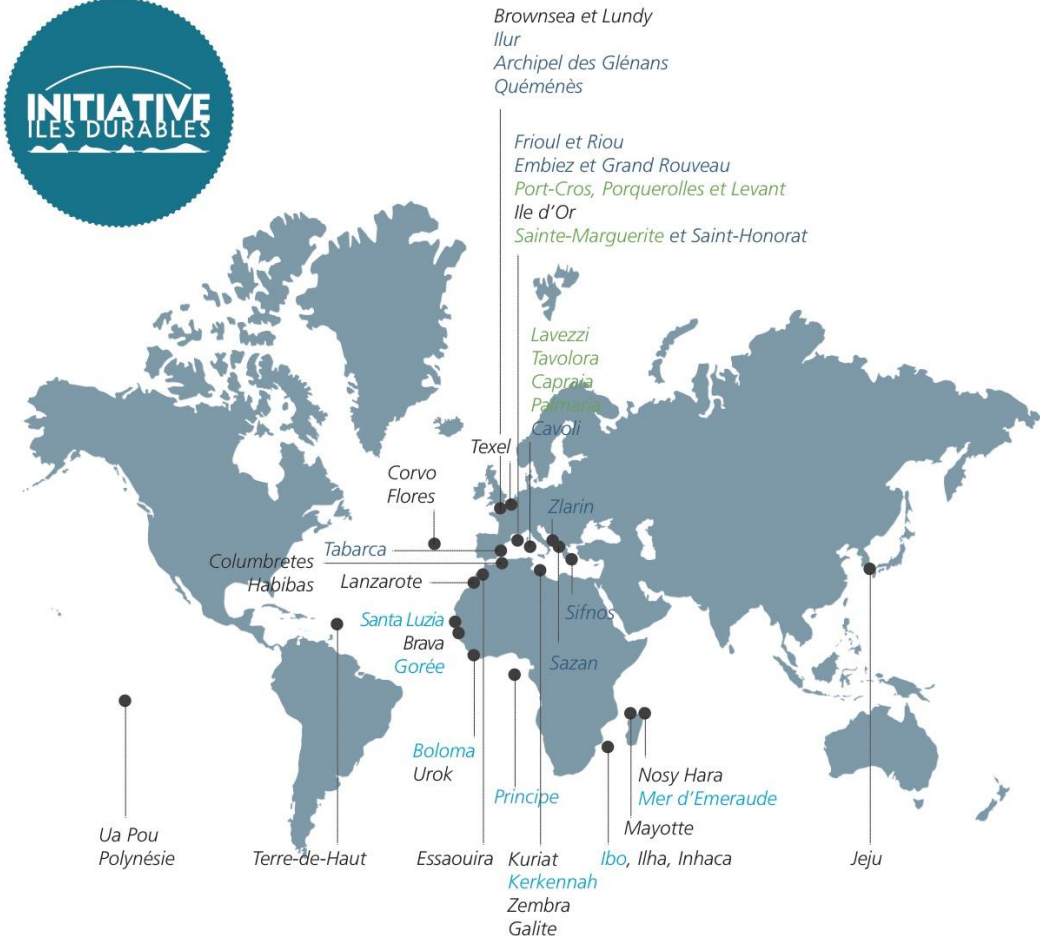 INITIATIVE
ILES DURABLES
Brownsea et Lundy
Ilur
Archipel des Glénans
Quéménès
Frioul et Riou
Embiez et Grand Rouveau
Port-Cros, Porquerolles et Levant
Ile d'Or
Sainte-Marguerite et Saint-Honorat
Lavezzi
Tavolora
Capraia
Palmaria
Cavoli
Texel
Corvo
Flores
Zlarin
Tabarca
Columbretes
Habibas
Lanzarote
Sifnos
Santa Luzia
Brava
Gorée
Sazan
Boloma
Urok
Principe
Nosy Hara
Mer d'Emeraude
Mayotte
Ua Pou
Polynésie
Terre-de-Haut
Essaouira
Kuriat
Kerkennah
Zembra
Galite
Ibo, Ilha, Inhaca
Jeju